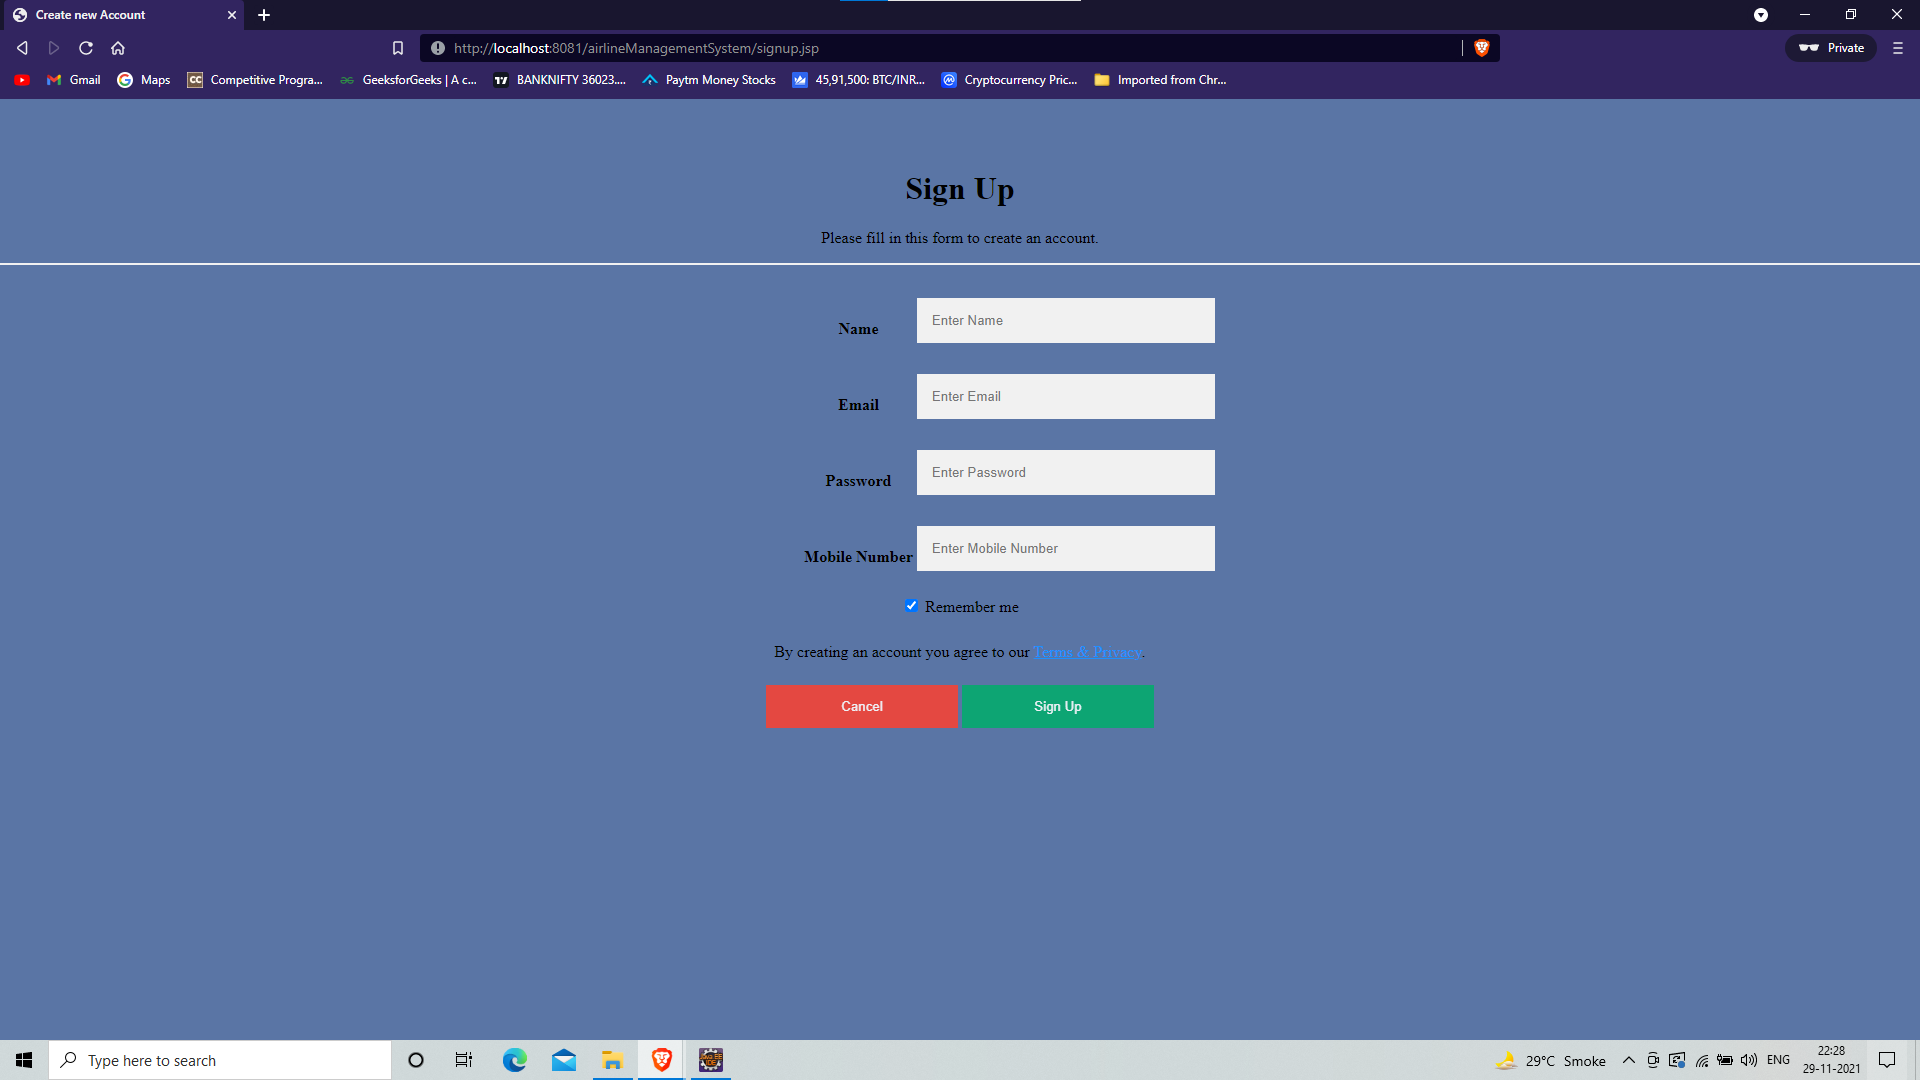 Create new Account
http://localhost:8081/airlineManagementSystem/signup.jsp
Private
Gmail
Maps
CC
Competitive Progra...
GeeksforGeeks | A c...
BANKNIFTY 36023....
Paytm Money Stocks
45,91,500: BTC/INR...
Cryptocurrency Pric...
Imported from Chr...
Sign Up
Please fill in this form to create an account.
Name
Enter Name
Email
Enter Email
Password
Enter Password
Mobile Number
Enter Mobile Number
Remember me
By creating an account you agree to our Terms & Privacy.
Cancel
Sign Up
Type here to search
Java EE
IDE
29°C Smoke
ENG
22:28
29-11-2021